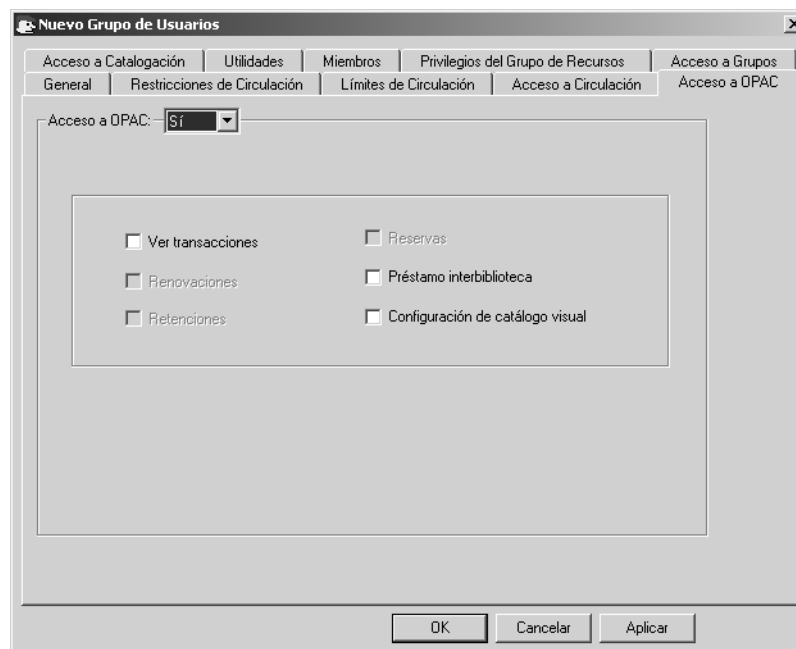 Nuevo Grupo de Usuarios
Acceso a Catalogación Utilidades Miembros Privilegios del Grupo de Recursos Acceso a Grupos
General Restricciones de Circulación Límites de Circulación Acceso a Circulación Acceso a OPAC
Acceso a OPAC: Sí
Ver transacciones Reservas
Renovaciones Préstamo interbiblioteca
Retenciones Configuración de catálogo visual
OK Cancelar Aplicar